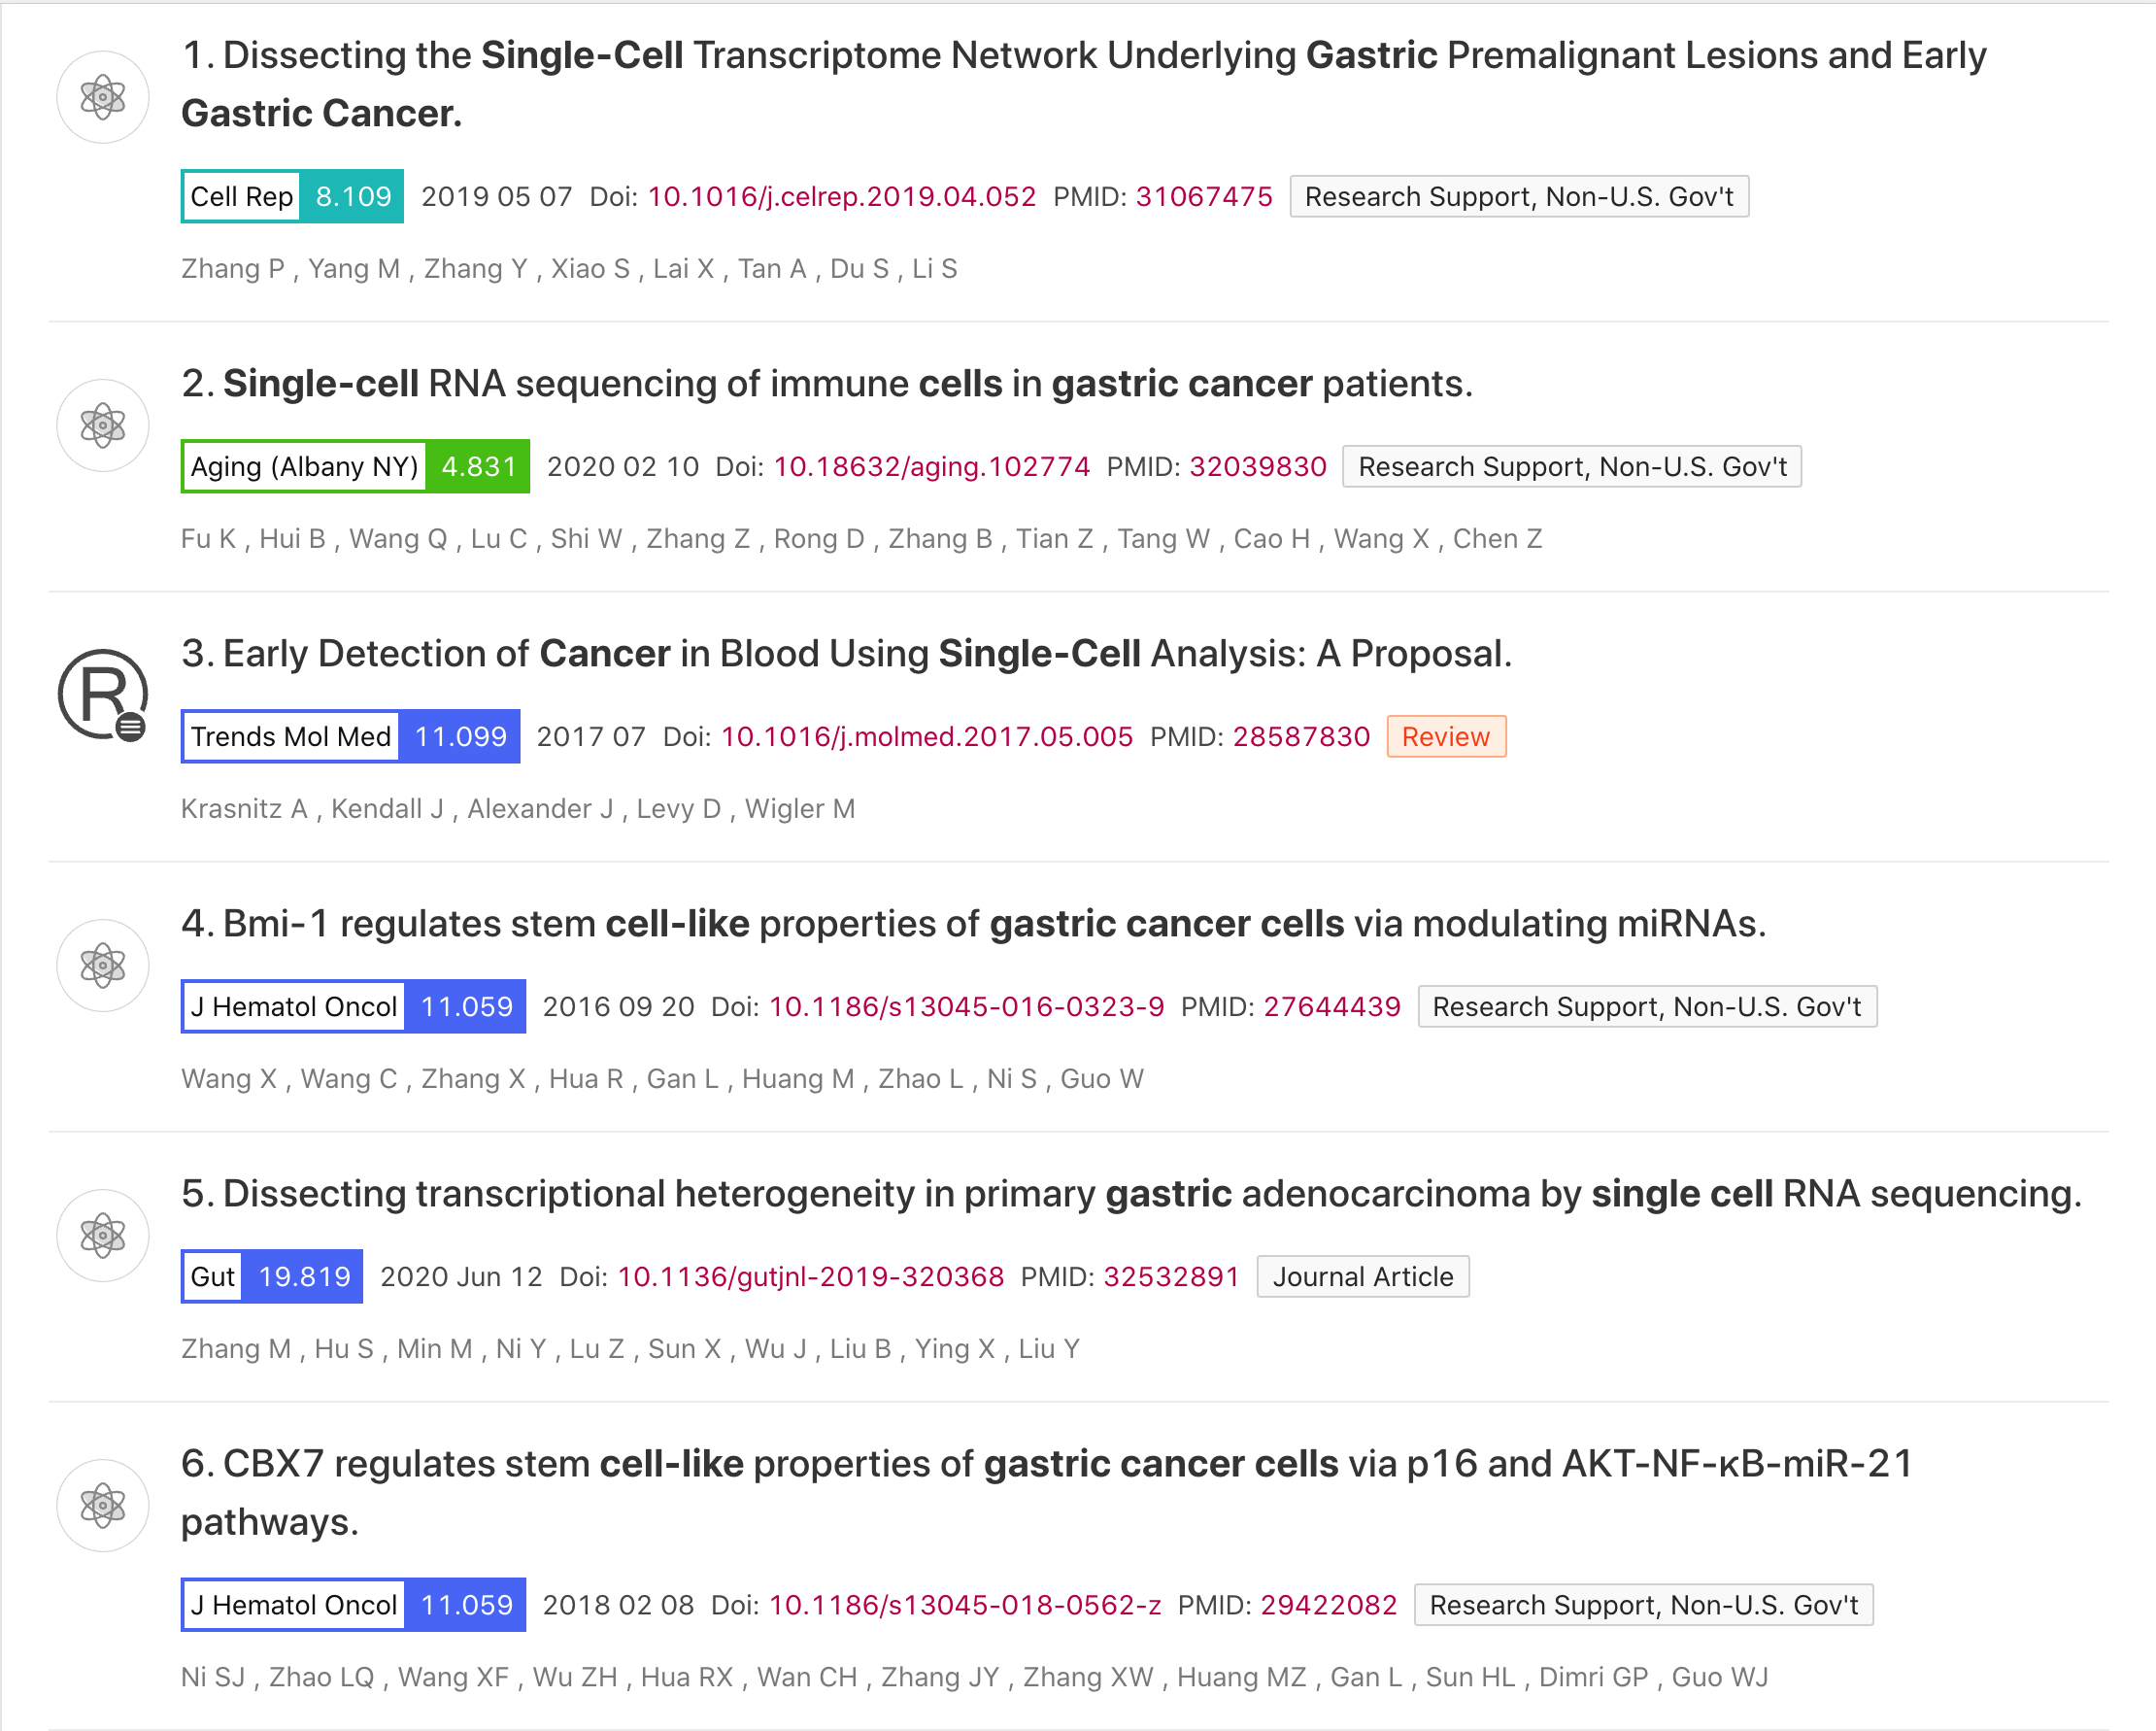 1. Dissecting the Single-Cell Transcriptome Network Underlying Gastric Premalignant Lesions and Early
Gastric Cancer.
Cell Rep 8.109 2019 05 07 Doi: 10.1016/j.celrep.2019.04.052 PMID: 31067475 Research Support, Non-U.S. Gov't
Zhang P , Yang M , Zhang Y , Xiao S , Lai X , Tan A , Du S , Li S
2. Single-cell RNA sequencing of immune cells in gastric cancer patients.
Aging (Albany NY) 4.831 2020 02 10 Doi: 10.18632/aging.102774 PMID: 32039830 Research Support, Non-U.S. Gov't
Fu K , Hui B , Wang Q , Lu C , Shi W , Zhang Z , Rong D , Zhang B , Tian Z , Tang W , Cao H , Wang X , Chen Z
R
3. Early Detection of Cancer in Blood Using Single-Cell Analysis: A Proposal.
Trends Mol Med 11.099 2017 07 Doi: 10.1016/j.molmed.2017.05.005 PMID: 28587830 Review
Krasnitz A , Kendall J , Alexander J , Levy D , Wigler M
4. Bmi-1 regulates stem cell-like properties of gastric cancer cells via modulating miRNAs.
J Hematol Oncol 11.059 2016 09 20 Doi: 10.1186/s13045-016-0323-9 PMID: 27644439 Research Support, Non-U.S. Gov't
Wang X , Wang C , Zhang X , Hua R , Gan L , Huang M , Zhao L , Ni S , Guo W
5. Dissecting transcriptional heterogeneity in primary gastric adenocarcinoma by single cell RNA sequencing.
Gut 19.819 2020 Jun 12 Doi: 10.1136/gutjnl-2019-320368 PMID: 32532891 Journal Article
Zhang M , Hu S , Min M , Ni Y , Lu Z , Sun X , Wu J , Liu B , Ying X , Liu Y
6. CBX7 regulates stem cell-like properties of gastric cancer cells via p16 and AKT-NF-κB-miR-21
pathways.
J Hematol Oncol 11.059 2018 02 08 Doi: 10.1186/s13045-018-0562-z PMID: 29422082 Research Support, Non-U.S. Gov't
Ni SJ , Zhao LQ , Wang XF , Wu ZH , Hua RX , Wan CH , Zhang JY , Zhang XW , Huang MZ , Gan L , Sun HL , Dimri GP , Guo WJ